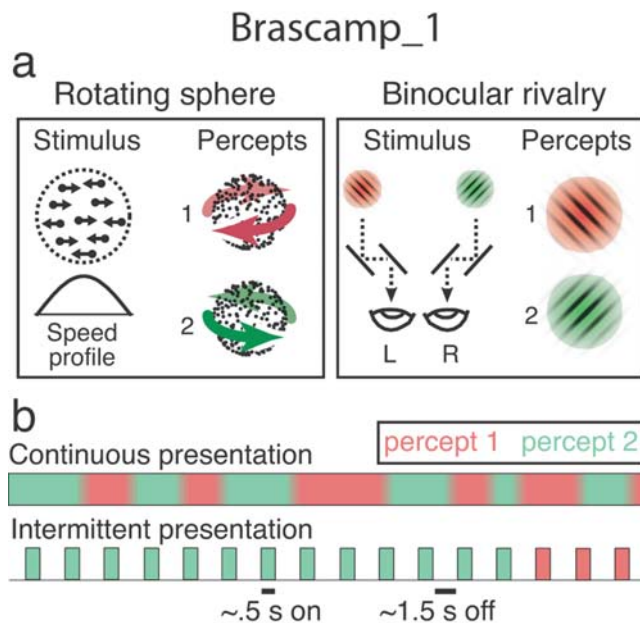 Brascamp_1
a
Rotating sphere
Binocular rivalry
Stimulus
Percepts
1
2
Speed
profile
Stimulus
Percepts
1
2
L
R
b
percept 1
percept 2
Continuous presentation
Intermittent presentation
~.5 s on
~1.5 s off